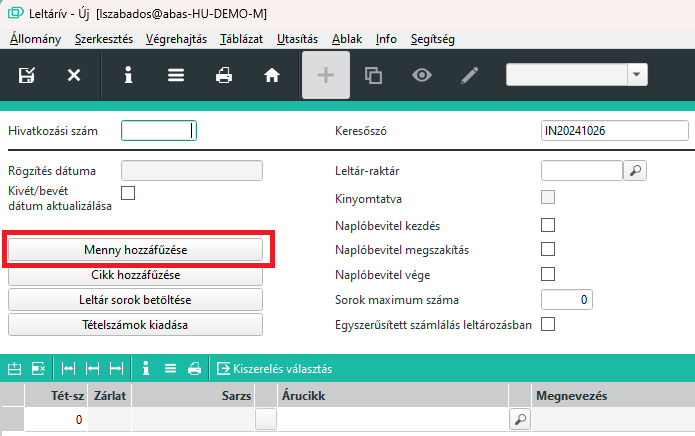 Leltárív - Új [lszabados@abas-HU-DEMO-M]
Állomány Szerkesztés Végrehajtás Táblázat Utasítás Ablak Info Segítség
Hivatkozási szám
Keresőszó IN20241026
Rögzítés dátuma
Leltár-raktár
Kivét/bevét
dátum aktualizálása
Kinyomtatva
Naplóbevitel kezdés
Menny hozzáfűzése
Naplóbevitel megszakítás
Cikk hozzáfűzése
Naplóbevitel vége
Leltár sorok betöltése
Sorok maximum száma 0
Tételszámok kiadása
Egyszerűsített számlálás leltározásban
Kiszerelés választás
Tét-sz Zárlat Sarzs Árucikk Megnevezés
0